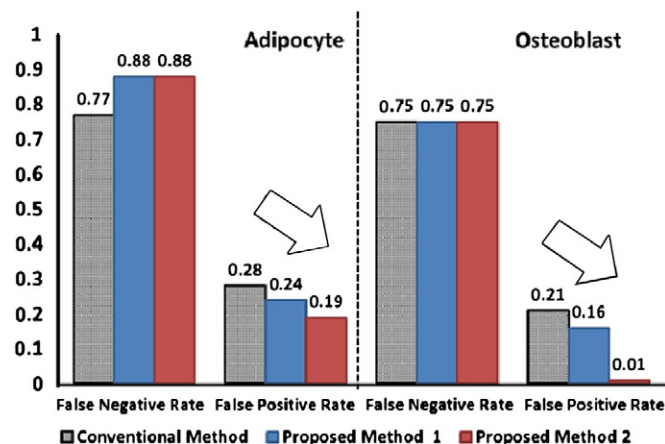 Adipocyte Osteoblast
1
0.9
0.8
0.7
0.6
0.5
0.4
0.3
0.2
0.1
0
0.77 0.88 0.88
0.28 0.24 0.19
0.75 0.75 0.75
0.21 0.16 0.01
False Negative Rate False Positive Rate False Negative Rate False Positive Rate
Conventional Method Proposed Method 1 Proposed Method 2